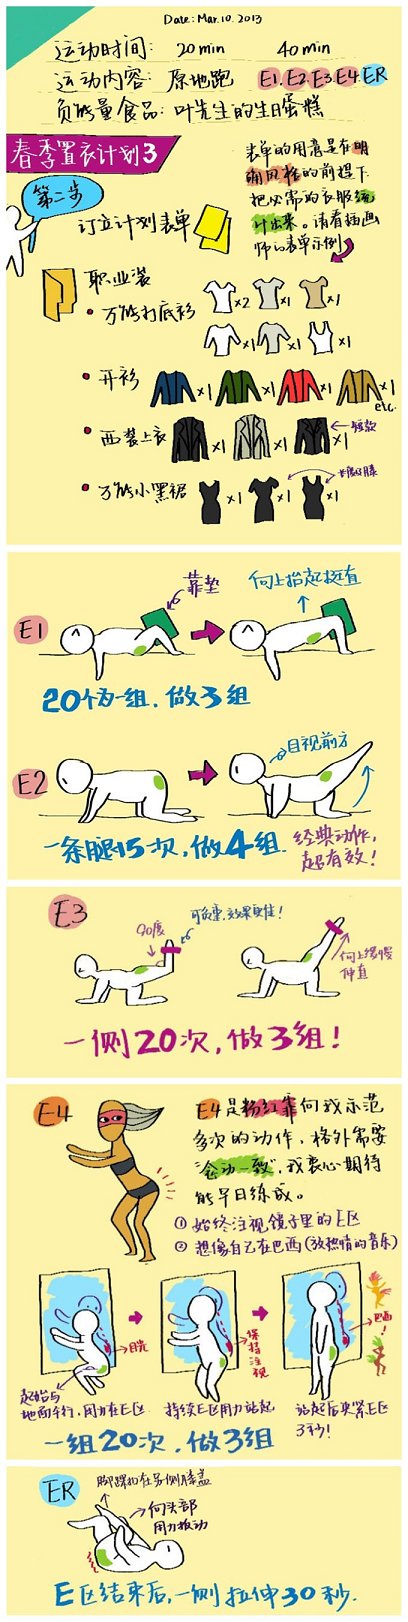 Date: Mar. 10. 2013
运动时间: 20 min 40 min
运动内容: 原地跑 E1. E2. E3. E4. ER
负能量食品: 叶先生的生日蛋糕
春季置衣计划3
第二步
订立计划表单
表单的用意是在明
确风格的前提下
把必需的衣服统
计出来。请看插画
师的表单示例
职业装
• 万能打底衫 ×2 ×1 ×1
×1 ×1 ×1
• 开衫 ×1 ×1 ×1 ×1
etc.
• 西装上衣 ×1 ×1 ×1 短款
• 万能小黑裙 ×1 ×1 ×1
E1
靠垫
向上抬起挺直
20个为一组, 做3组
E2
目视前方
一条腿15次, 做4组.
经典动作,
超有效!
E3
90度
可负重, 效果更佳!
向上缓慢
伸直
一侧20次, 做3组!
E4
E4是粉红霏向我示范
多次的动作, 格外需要
"念动一致", 我衷心期待
能早日练成。
① 始终注视镜子里的E区
② 想像自己在巴西(放热情的音乐)
目光
保持注视
巴西!
起始与
地面平行, 用力在E区
持续E区用力站起
站起后夹紧E区
3秒!
一组20次, 做3组
ER
脚踝扣在另侧膝盖
向头部
用力扳动
E区结束后, 一侧拉伸30秒.